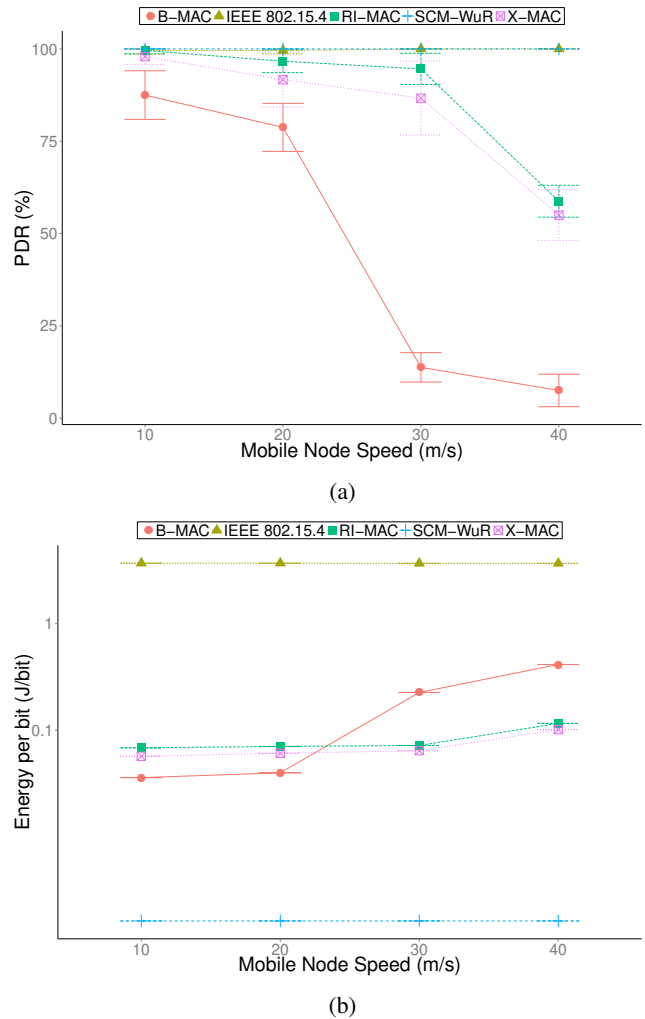 B−MAC IEEE 802.15.4 RI−MAC SCM−WuR X−MAC
100
75
50
25
0
PDR (%)
10 20 30 40
Mobile Node Speed (m/s)
(a)
B−MAC IEEE 802.15.4 RI−MAC SCM−WuR X−MAC
1
0.1
Energy per bit (J/bit)
10 20 30 40
Mobile Node Speed (m/s)
(b)